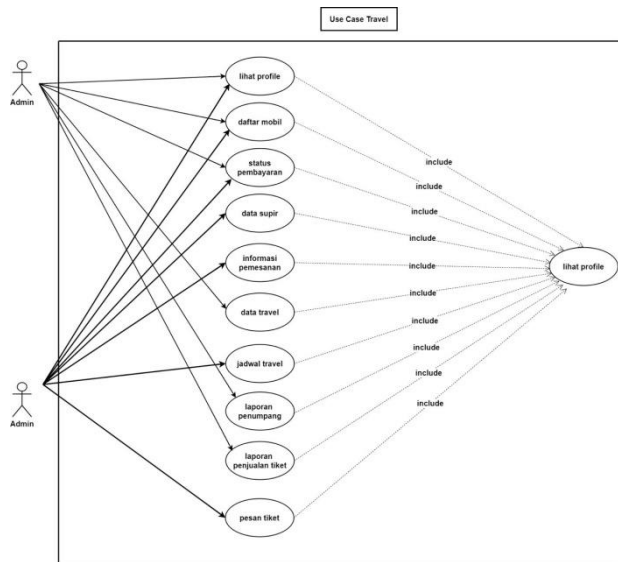 Use Case Travel
Admin
lihat profile
daftar mobil
status
pembayaran
data supir
informasi
pemesanan
data travel
jadwal travel
laporan
penumpang
laporan
penjualan tiket
pesan tiket
Admin
include
include
include
include
include
include
include
include
include
include
lihat profile